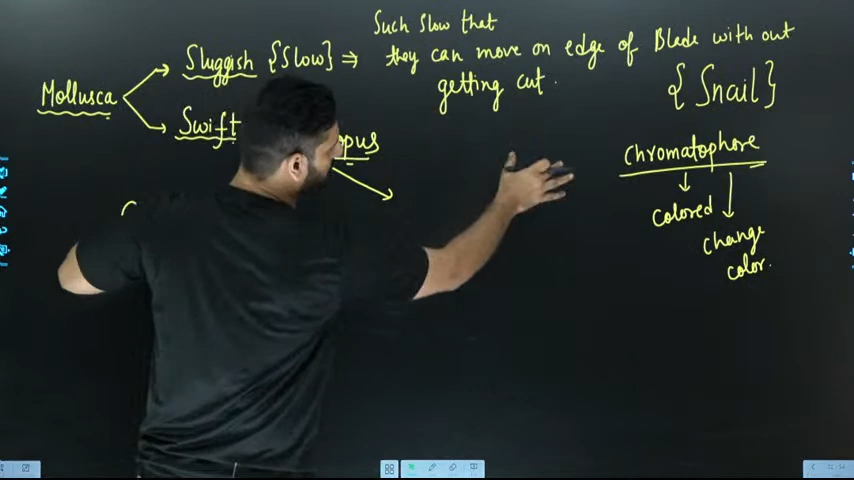 Such Slow that
Mollusca
Sluggish {Slow} ⇒ they can move on edge of Blade with out
getting cut.
{Snail}
Swift
opus
chromatophore
colored
change
color.